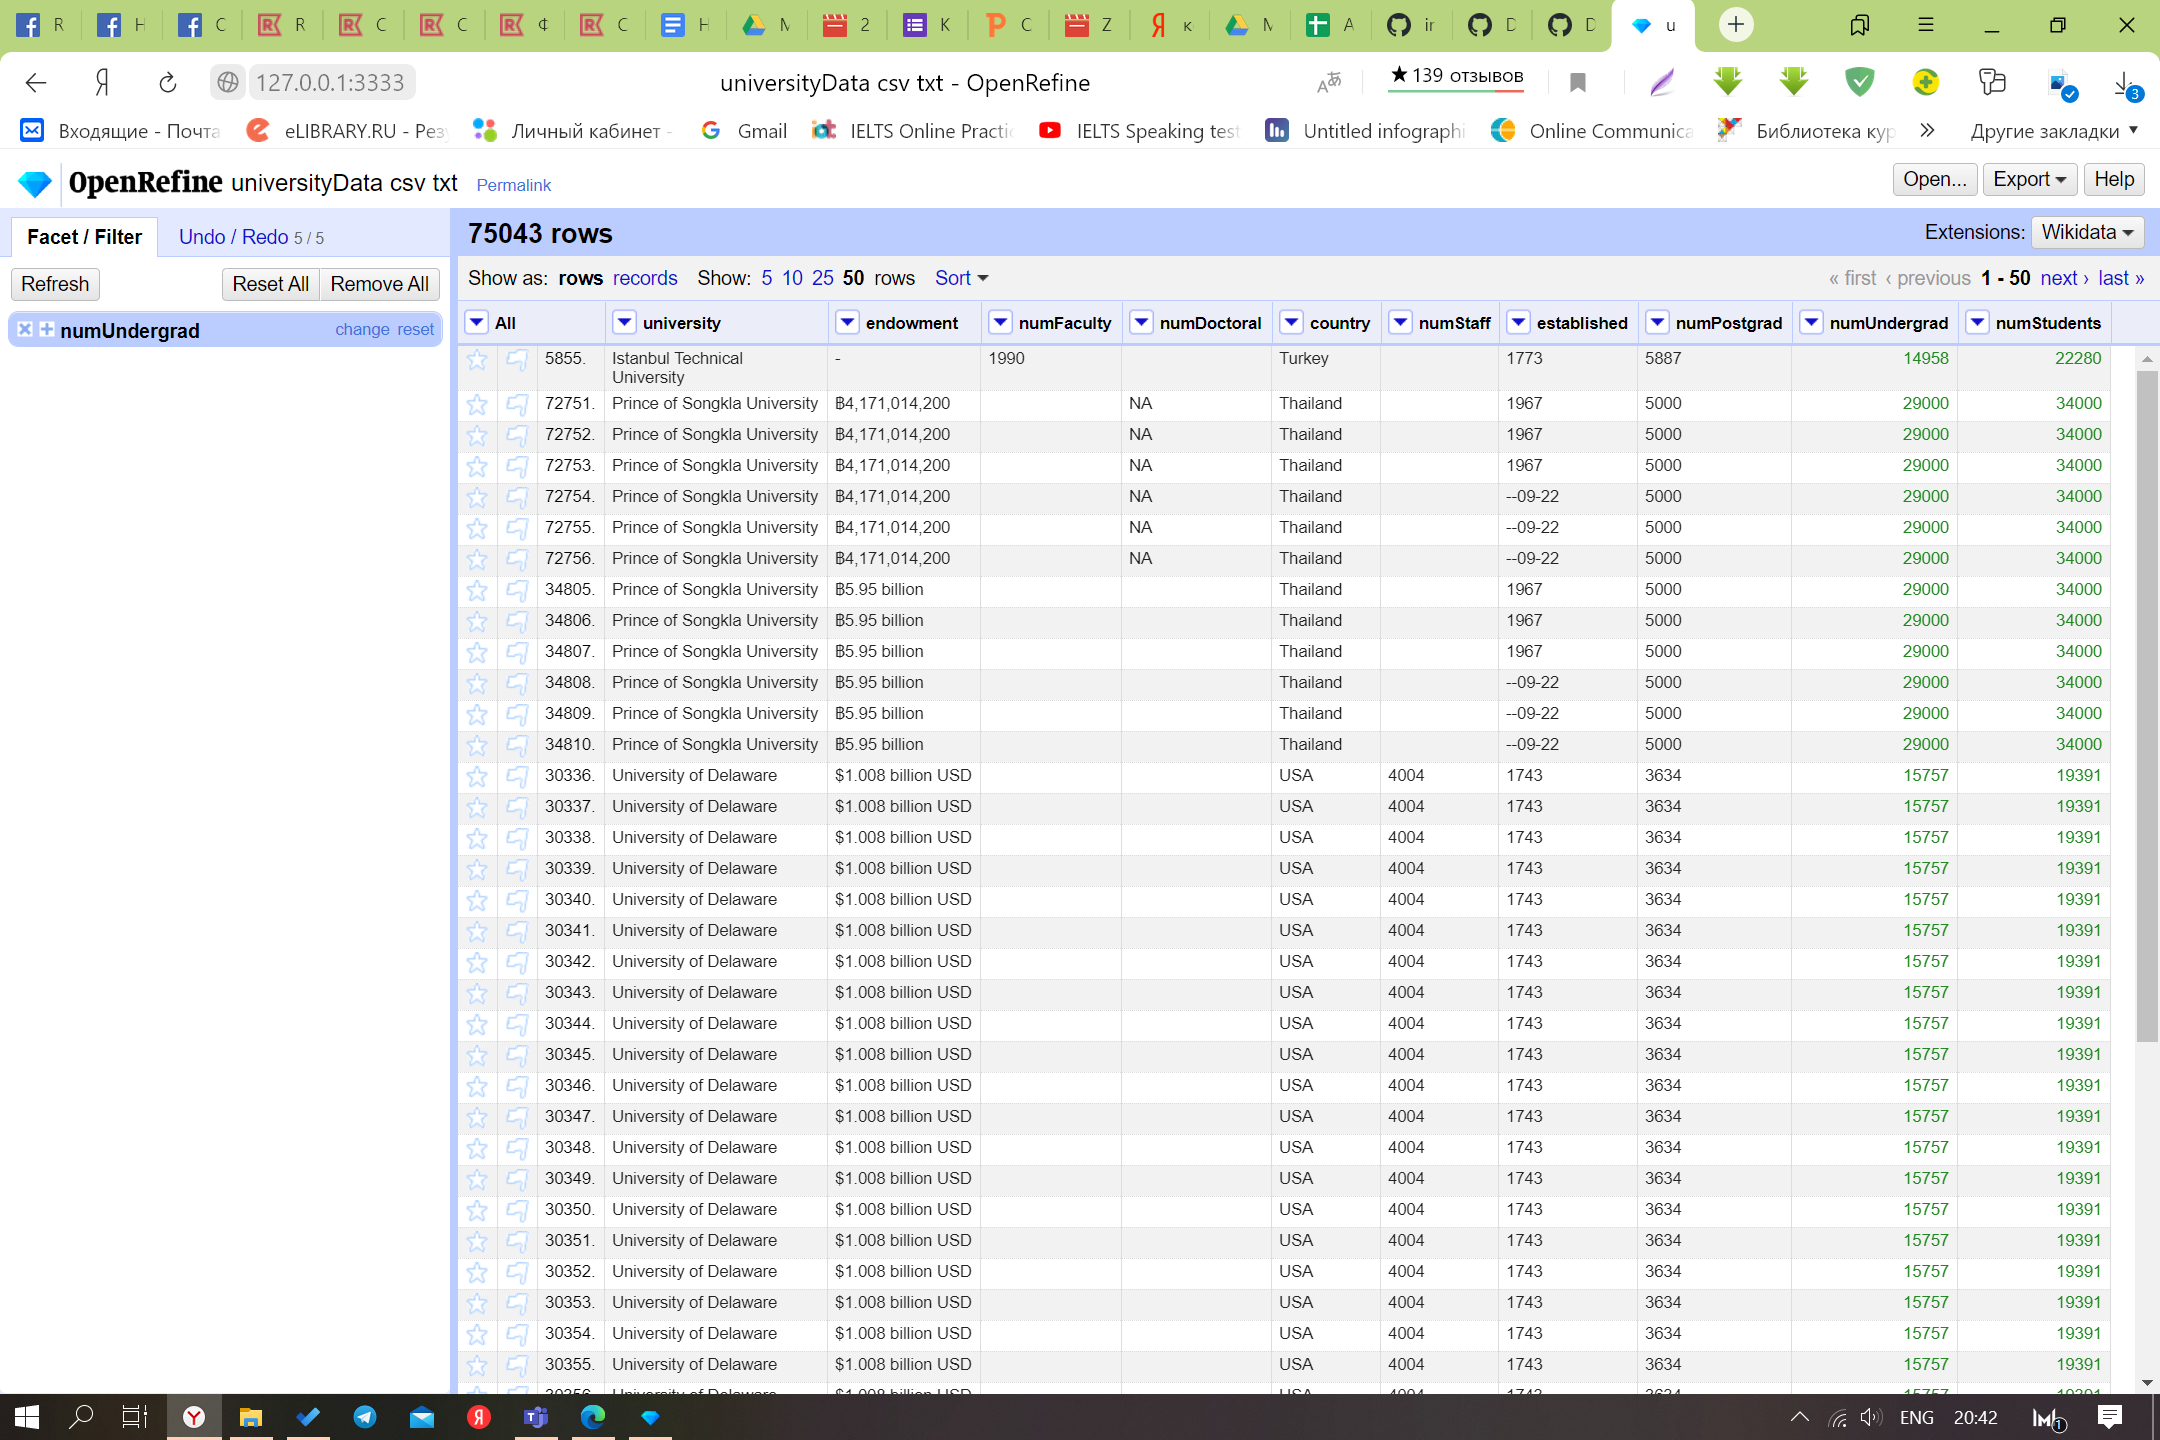 R H C R C C ¢ C H M 2 K C Z к M A ir D D u
127.0.0.1:3333 universityData csv txt - OpenRefine ★ 139 отзывов 3
Входящие - Почта eLIBRARY.RU - Рез Личный кабинет - Gmail IELTS Online Practi IELTS Speaking test Untitled infographi Online Communica Библиотека кур » Другие закладки
OpenRefine universityData csv txt Permalink Open... Export Help
Facet / Filter Undo / Redo 5 / 5 75043 rows Extensions: Wikidata
Refresh Reset All Remove All Show as: rows records Show: 5 10 25 50 rows Sort « first ‹ previous 1 - 50 next › last »
numUndergrad change reset
All university endowment numFaculty numDoctoral country numStaff established numPostgrad numUndergrad numStudents
5855. Istanbul Technical University - 1990 Turkey 1773 5887 14958 22280
72751. Prince of Songkla University ฿4,171,014,200 NA Thailand 1967 5000 29000 34000
72752. Prince of Songkla University ฿4,171,014,200 NA Thailand 1967 5000 29000 34000
72753. Prince of Songkla University ฿4,171,014,200 NA Thailand 1967 5000 29000 34000
72754. Prince of Songkla University ฿4,171,014,200 NA Thailand --09-22 5000 29000 34000
72755. Prince of Songkla University ฿4,171,014,200 NA Thailand --09-22 5000 29000 34000
72756. Prince of Songkla University ฿4,171,014,200 NA Thailand --09-22 5000 29000 34000
34805. Prince of Songkla University ฿5.95 billion Thailand 1967 5000 29000 34000
34806. Prince of Songkla University ฿5.95 billion Thailand 1967 5000 29000 34000
34807. Prince of Songkla University ฿5.95 billion Thailand 1967 5000 29000 34000
34808. Prince of Songkla University ฿5.95 billion Thailand --09-22 5000 29000 34000
34809. Prince of Songkla University ฿5.95 billion Thailand --09-22 5000 29000 34000
34810. Prince of Songkla University ฿5.95 billion Thailand --09-22 5000 29000 34000
30336. University of Delaware $1.008 billion USD USA 4004 1743 3634 15757 19391
30337. University of Delaware $1.008 billion USD USA 4004 1743 3634 15757 19391
30338. University of Delaware $1.008 billion USD USA 4004 1743 3634 15757 19391
30339. University of Delaware $1.008 billion USD USA 4004 1743 3634 15757 19391
30340. University of Delaware $1.008 billion USD USA 4004 1743 3634 15757 19391
30341. University of Delaware $1.008 billion USD USA 4004 1743 3634 15757 19391
30342. University of Delaware $1.008 billion USD USA 4004 1743 3634 15757 19391
30343. University of Delaware $1.008 billion USD USA 4004 1743 3634 15757 19391
30344. University of Delaware $1.008 billion USD USA 4004 1743 3634 15757 19391
30345. University of Delaware $1.008 billion USD USA 4004 1743 3634 15757 19391
30346. University of Delaware $1.008 billion USD USA 4004 1743 3634 15757 19391
30347. University of Delaware $1.008 billion USD USA 4004 1743 3634 15757 19391
30348. University of Delaware $1.008 billion USD USA 4004 1743 3634 15757 19391
30349. University of Delaware $1.008 billion USD USA 4004 1743 3634 15757 19391
30350. University of Delaware $1.008 billion USD USA 4004 1743 3634 15757 19391
30351. University of Delaware $1.008 billion USD USA 4004 1743 3634 15757 19391
30352. University of Delaware $1.008 billion USD USA 4004 1743 3634 15757 19391
30353. University of Delaware $1.008 billion USD USA 4004 1743 3634 15757 19391
30354. University of Delaware $1.008 billion USD USA 4004 1743 3634 15757 19391
30355. University of Delaware $1.008 billion USD USA 4004 1743 3634 15757 19391
ENG 20:42